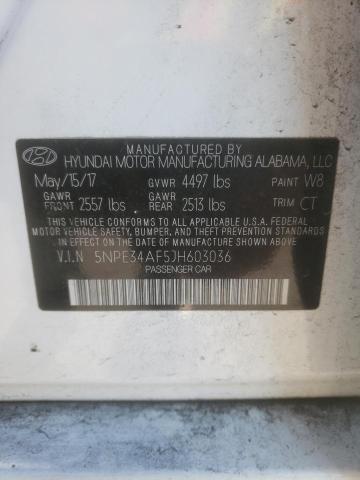 MANUFACTURED BY
HYUNDAI MOTOR MANUFACTURING ALABAMA, LLC
May/15/17 GVWR 4497 lbs PAINT W8
GAWR FRONT 2557 lbs GAWR REAR 2513 lbs TRIM CT
THIS VEHICLE CONFORMS TO ALL APPLICABLE U.S.A. FEDERAL
MOTOR VEHICLE SAFETY, BUMPER, AND THEFT PREVENTION
STANDARDS IN EFFECT ON THE DATE OF MANUFACTURE SHOWN ABOVE.
V.I.N 5NPE34AF5JH603036
PASSENGER CAR